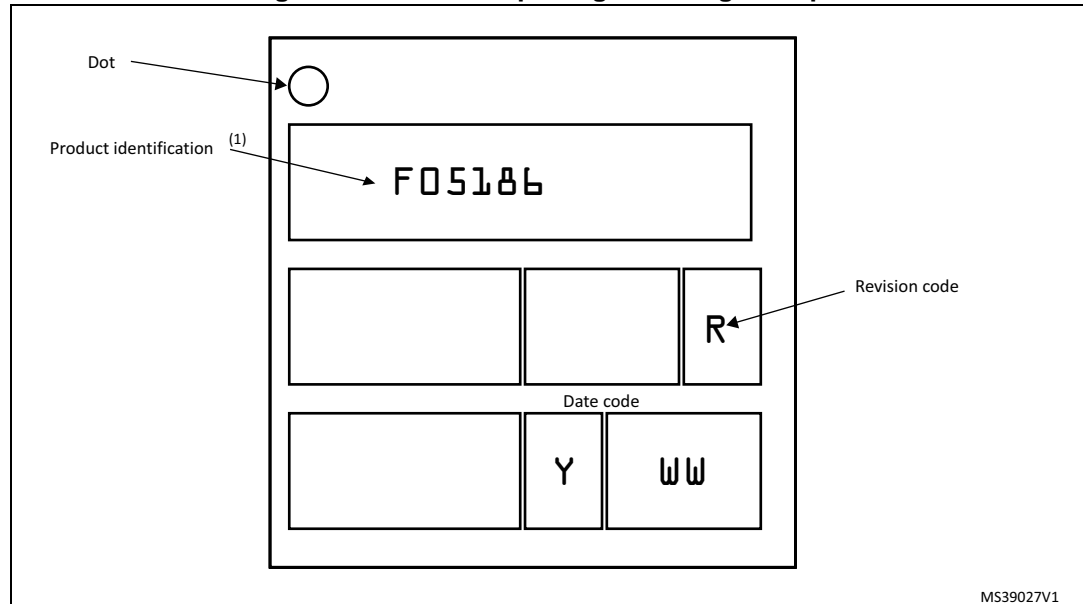 Dot
Product identification (1)
F05186
Revision code
R
Date code
Y WW
MS39027V1